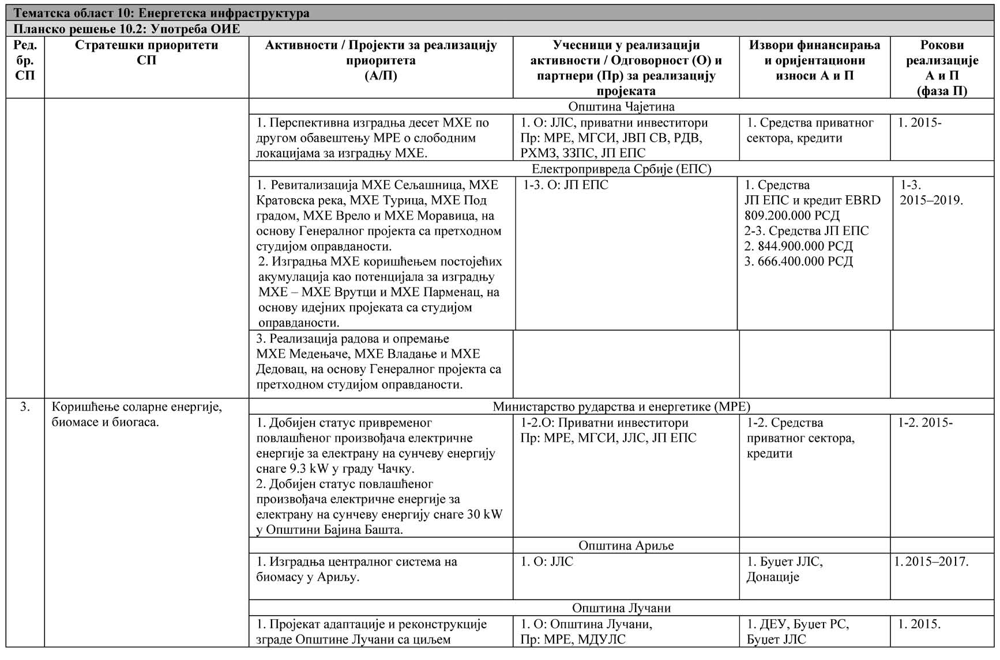 Тематска област 10: Енергетска инфраструктура
Планско решење 10.2: Употреба ОИЕ
Ред.
бр.
СП
Стратешки приоритети
СП
Активности / Пројекти за реализацију
приоритета
(А/П)
Учесници у реализацији
активности / Одговорност (О) и
партнери (Пр) за реализацију
пројеката
Извори финансирања
и оријентациони
износи А и П
Рокови
реализације
А и П
(фаза П)
Општина Чајетина
1. Перспективна изградња десет МХЕ по
другом обавештењу МРЕ о слободним
локацијама за изградњу МХЕ.
1. О: ЈЛС, приватни инвеститори
Пр: МРЕ, МГСИ, ЈВП СВ, РДВ,
РХМЗ, ЗЗПС, ЈП ЕПС
1. Средства приватног
сектора, кредити
1. 2015-
Електропривреда Србије (ЕПС)
1. Ревитализација МХЕ Сељашница, МХЕ
Кратовска река, МХЕ Турица, МХЕ Под
градом, МХЕ Врело и МХЕ Моравица, на
основу Генералног пројекта са претходном
студијом оправданости.
2. Изградња МХЕ коришћењем постојећих
акумулација као потенцијала за изградњу
МХЕ – МХЕ Врутци и МХЕ Парменац, на
основу идејних пројеката са студијом
оправданости.
1-3. О: ЈП ЕПС
1. Средства
ЈП ЕПС и кредит EBRD
809.200.000 РСД
2-3. Средства ЈП ЕПС
2. 844.900.000 РСД
3. 666.400.000 РСД
1-3.
2015–2019.
3. Реализација радова и опремање
МХЕ Медењаче, МХЕ Владање и МХЕ
Дедовац, на основу Генералног пројекта са
претходном студијом оправданости.
3.
Коришћење соларне енергије,
биомасе и биогаса.
Министарство рударства и енергетике (МРЕ)
1. Добијен статус привременог
повлашћеног произвођача електричне
енергије за електрану на сунчеву енергију
снаге 9.3 kW у граду Чачку.
2. Добијен статус повлашћеног
произвођача електричне енергије за
електрану на сунчеву енергију снаге 30 kW
у Општини Бајина Башта.
1-2.О: Приватни инвеститори
Пр: МРЕ, МГСИ, ЈЛС, ЈП ЕПС
1-2. Средства
приватног сектора,
кредити
1-2. 2015-
Општина Ариље
1. Изградња централног система на
биомасу у Ариљу.
1. О: ЈЛС
1. Буџет ЈЛС,
Донације
1. 2015–2017.
Општина Лучани
1. Пројекат адаптације и реконструкције
зграде Општине Лучани са циљем
1. О: Општина Лучани,
Пр: МРЕ, МДУЛС
1. ДЕУ, Буџет РС,
Буџет ЈЛС
1. 2015.